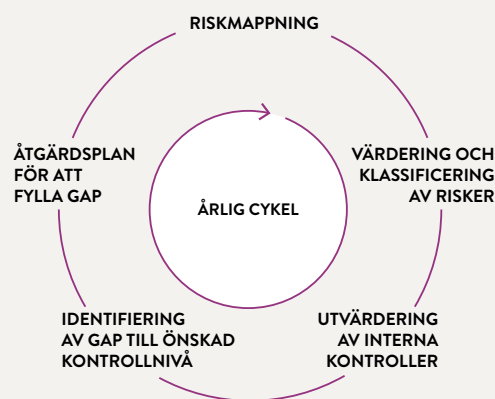 RISKMAPPNING
VÄRDERING OCH
KLASSIFICERING
AV RISKER
UTVÄRDERING
AV INTERNA
KONTROLLER
IDENTIFIERING
AV GAP TILL ÖNSKAD
KONTROLLNIVÅ
ÅTGÄRDSPLAN
FÖR ATT
FYLLA GAP
ÅRLIG CYKEL